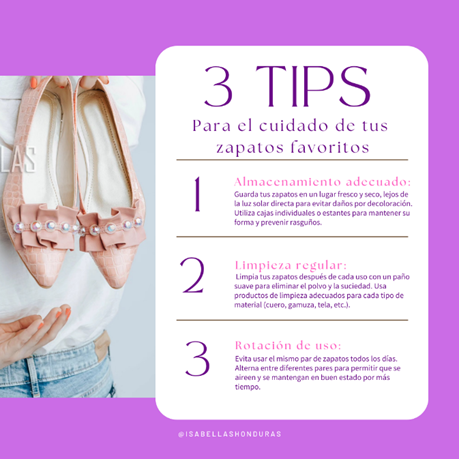 3 TIPS
Para el cuidado de tus
zapatos favoritos
LAS
1
Almacenamiento adecuado:
Guarda tus zapatos en un lugar fresco y seco, lejos de
la luz solar directa para evitar daños por decoloración.
Utiliza cajas individuales o estantes para mantener su
forma y prevenir rasguños.
2
Limpieza regular:
Limpia tus zapatos después de cada uso con un paño
suave para eliminar el polvo y la suciedad. Usa
productos de limpieza adecuados para cada tipo de
material (cuero, gamuza, tela, etc.).
3
Rotación de uso:
Evita usar el mismo par de zapatos todos los días.
Alterna entre diferentes pares para permitir que se
aireen y se mantengan en buen estado por más
tiempo.
@ISABELLASHONDURAS